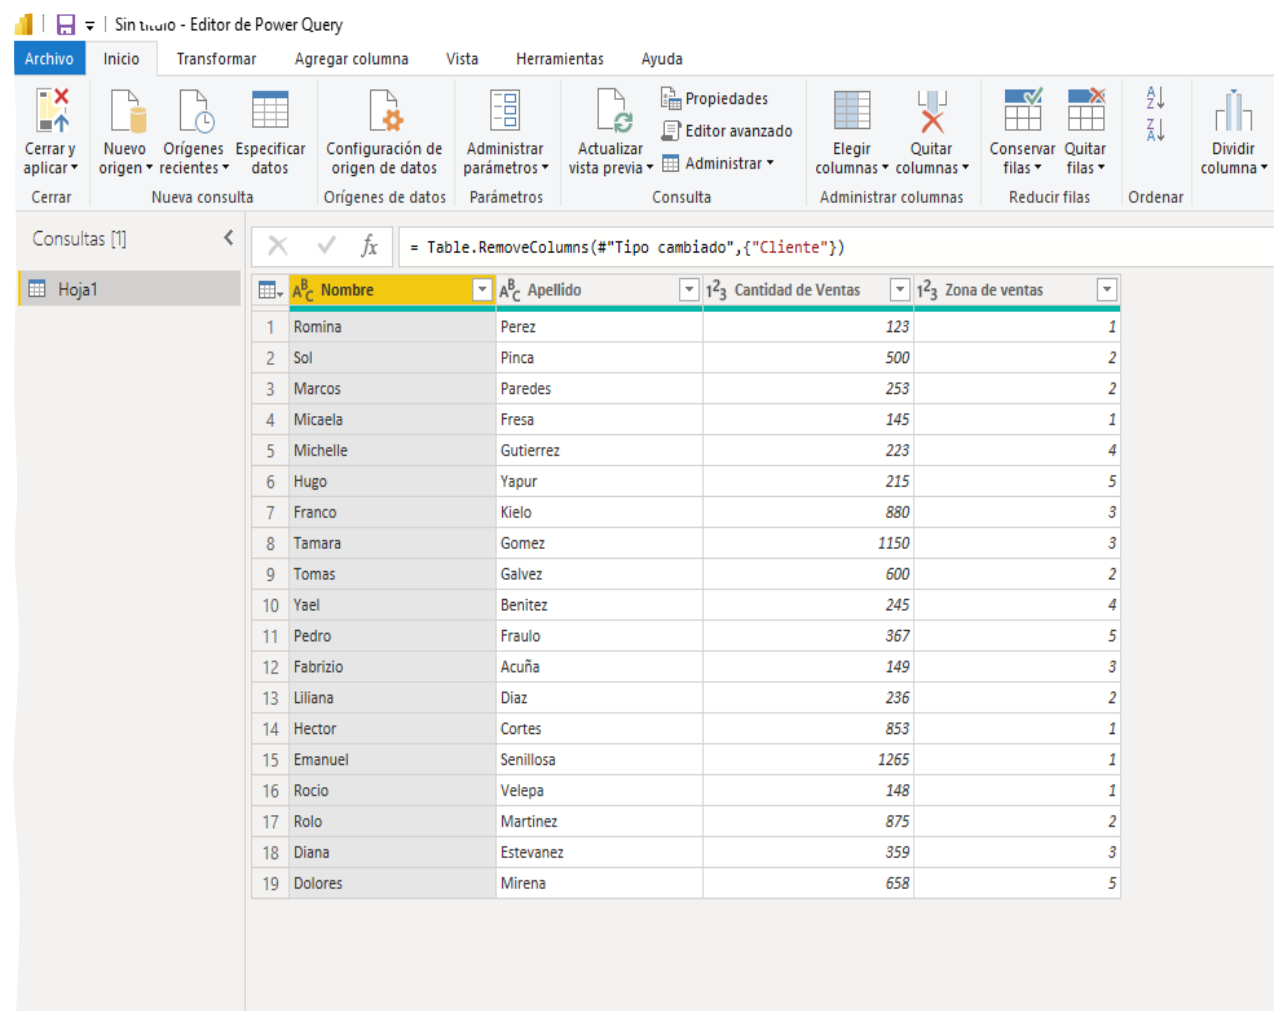 Sin título - Editor de Power Query
Archivo Inicio Transformar Agregar columna Vista Herramientas Ayuda
Cerrar y aplicar
Nuevo origen
Orígenes recientes
Especificar datos
Configuración de origen de datos
Administrar parámetros
Actualizar vista previa
Propiedades
Editor avanzado
Administrar
Elegir columnas
Quitar columnas
Conservar filas
Quitar filas
Dividir columna
Cerrar Nueva consulta Orígenes de datos Parámetros Consulta Administrar columnas Reducir filas Ordenar
Consultas [1]
Hoja1
fx = Table.RemoveColumns(#"Tipo cambiado",{"Cliente"})
ABC Nombre ABC Apellido 123 Cantidad de Ventas 123 Zona de ventas
1 Romina Perez 123 1
2 Sol Pinca 500 2
3 Marcos Paredes 253 2
4 Micaela Fresa 145 1
5 Michelle Gutierrez 223 4
6 Hugo Yapur 215 5
7 Franco Kielo 880 3
8 Tamara Gomez 1150 3
9 Tomas Galvez 600 2
10 Yael Benitez 245 4
11 Pedro Fraulo 367 5
12 Fabrizio Acuña 149 3
13 Liliana Diaz 236 2
14 Hector Cortes 853 1
15 Emanuel Senillosa 1265 1
16 Rocio Velepa 148 1
17 Rolo Martinez 875 2
18 Diana Estevanez 359 3
19 Dolores Mirena 658 5